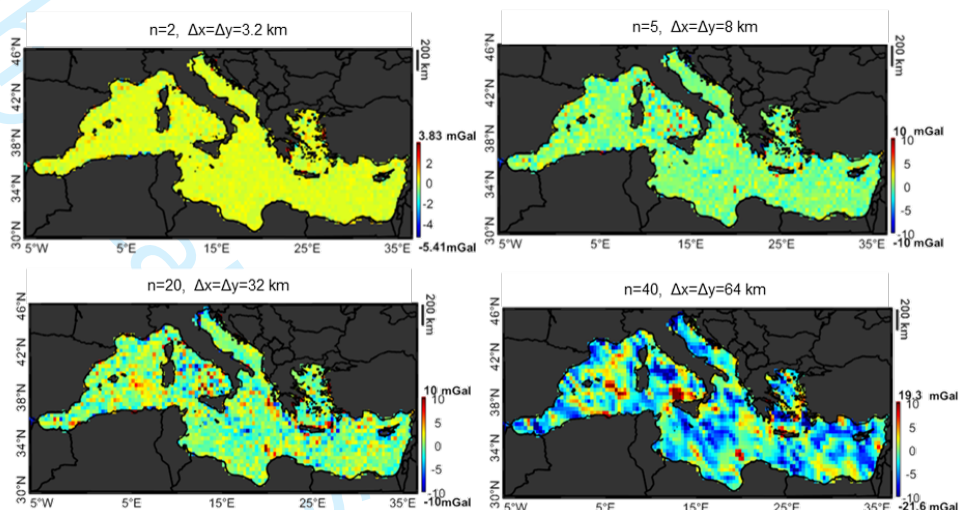 n=2, Δx=Δy=3.2 km
46°N
42°N
38°N
34°N
30°N
5°W
5°E
15°E
25°E
35°E
200 km
3.83 mGal
2
0
-2
-4
-5.41mGal
n=5, Δx=Δy=8 km
46°N
42°N
38°N
34°N
30°N
5°W
5°E
15°E
25°E
35°E
200 km
10 mGal
10
5
0
-5
-10
-10 mGal
n=20, Δx=Δy=32 km
46°N
42°N
38°N
34°N
30°N
5°W
5°E
15°E
25°E
35°E
200 km
10 mGal
10
5
0
-5
-10
-10mGal
n=40, Δx=Δy=64 km
46°N
42°N
38°N
34°N
30°N
5°W
5°E
15°E
25°E
35°E
200 km
19.3 mGal
10
5
0
-5
-10
-21.6 mGal